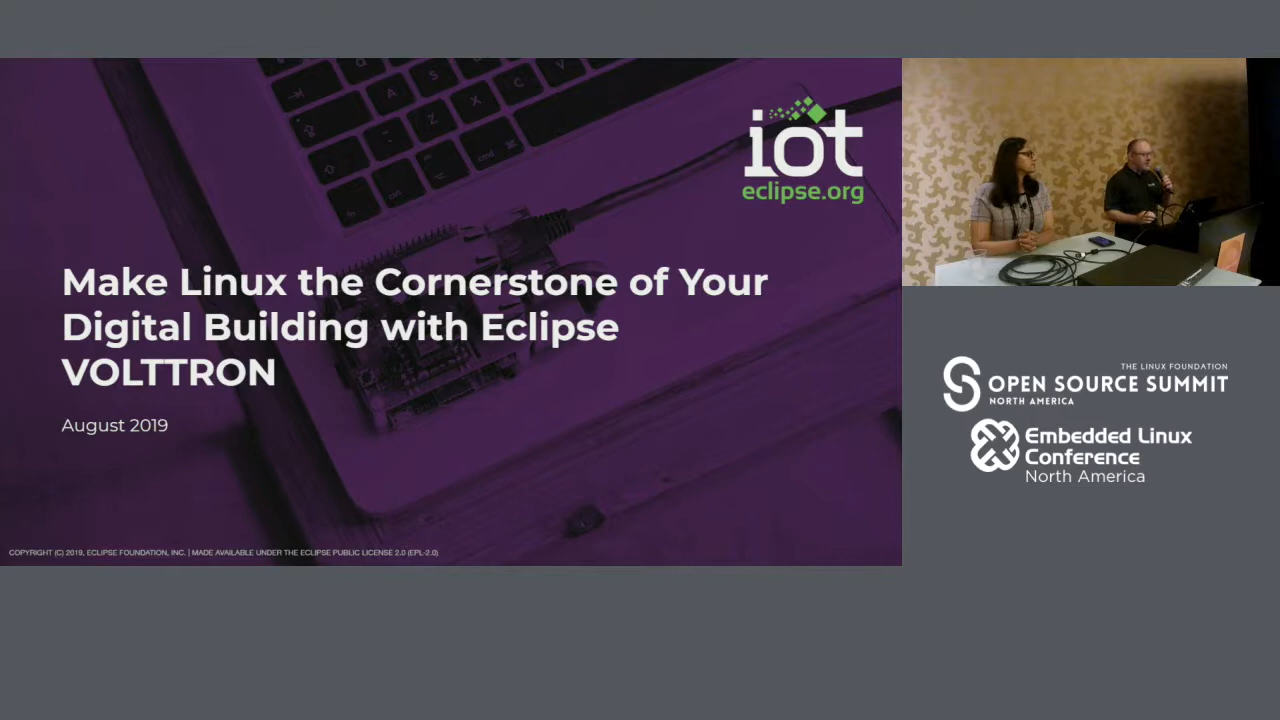 iot
eclipse.org
Make Linux the Cornerstone of Your
Digital Building with Eclipse
VOLTTRON
August 2019
COPYRIGHT (C) 2019, ECLIPSE FOUNDATION, INC. | MADE AVAILABLE UNDER THE ECLIPSE PUBLIC LICENSE 2.0 (EPL-2.0)
THE LINUX FOUNDATION
OPEN SOURCE SUMMIT
NORTH AMERICA
Embedded Linux
Conference
North America